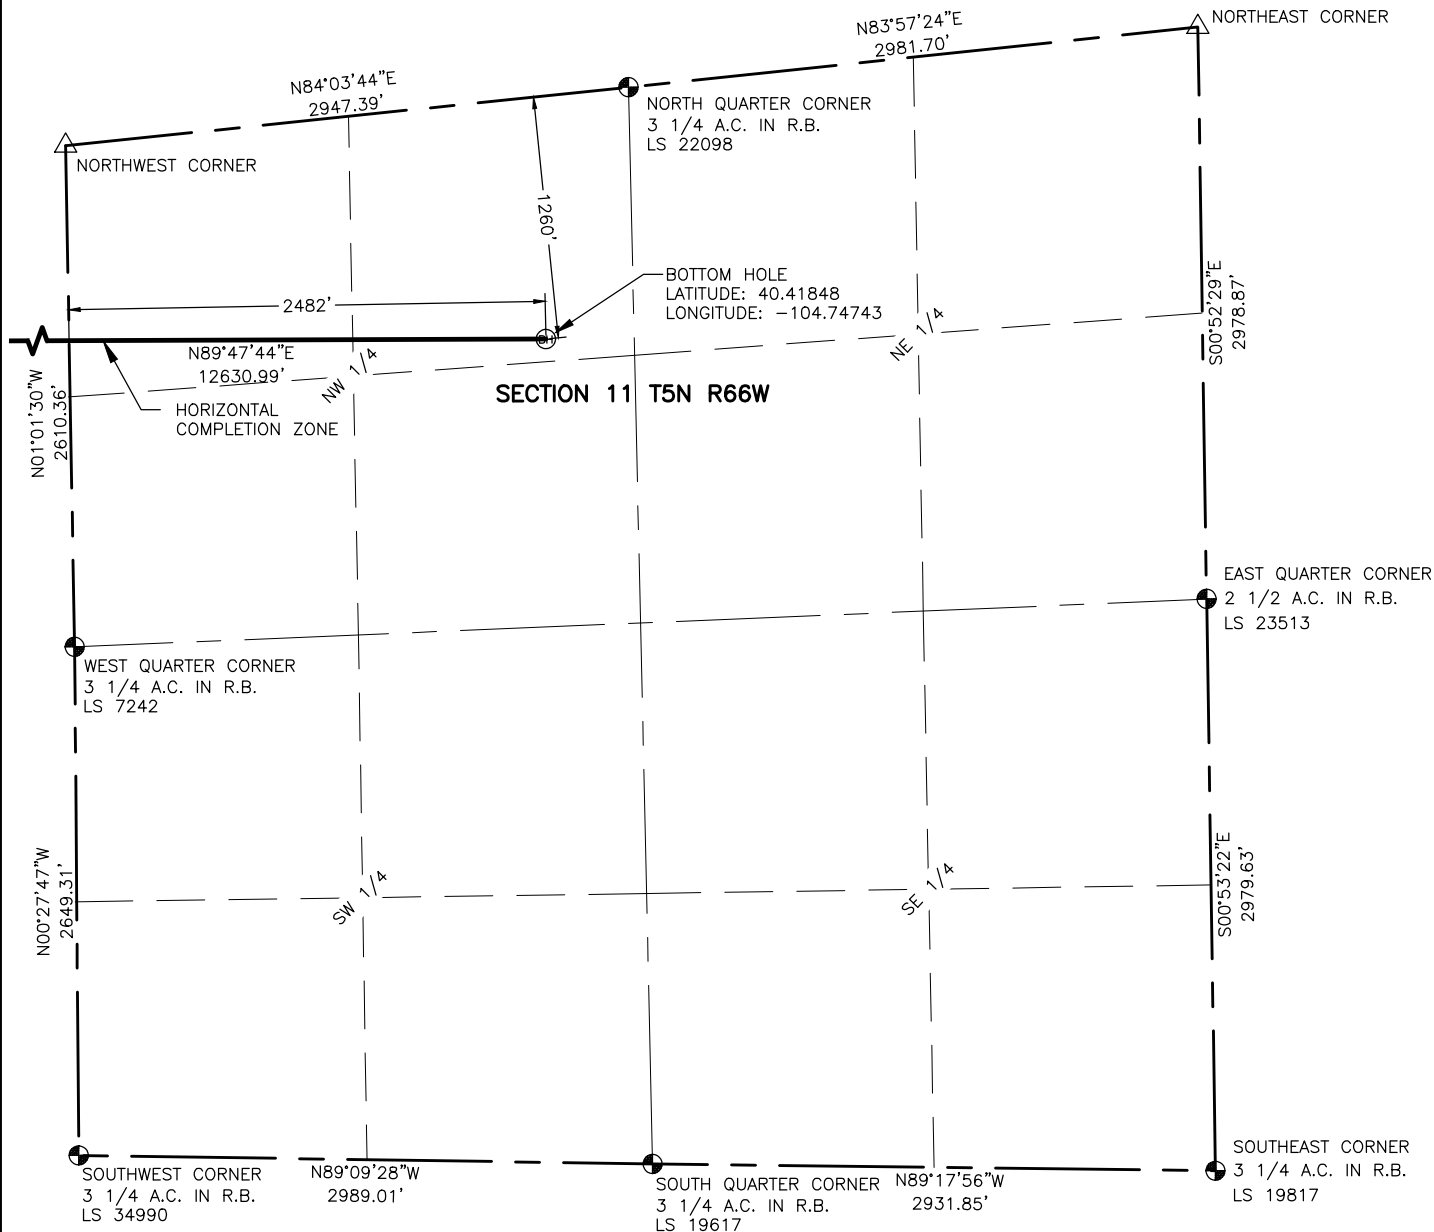 NORTHEAST CORNER
N83°57'24"E
2981.70'
N84°03'44"E
2947.39'
NORTH QUARTER CORNER
3 1/4 A.C. IN R.B.
LS 22098
NORTHWEST CORNER
1260'
BOTTOM HOLE
LATITUDE: 40.41848
LONGITUDE: -104.74743
2482'
S00°52'29"E
2978.87'
BH
N89°47'44"E
12630.99'
NW 1/4
NE 1/4
SECTION 11 T5N R66W
HORIZONTAL
COMPLETION ZONE
N01°01'30"W
2610.36'
EAST QUARTER CORNER
2 1/2 A.C. IN R.B.
LS 23513
WEST QUARTER CORNER
3 1/4 A.C. IN R.B.
LS 7242
N00°27'47"W
2649.31'
SW 1/4
SE 1/4
S00°53'22"E
2979.63'
SOUTHWEST CORNER
3 1/4 A.C. IN R.B.
LS 34990
N89°09'28"W
2989.01'
SOUTH QUARTER CORNER
3 1/4 A.C. IN R.B.
LS 19617
N89°17'56"W
2931.85'
SOUTHEAST CORNER
3 1/4 A.C. IN R.B.
LS 19817